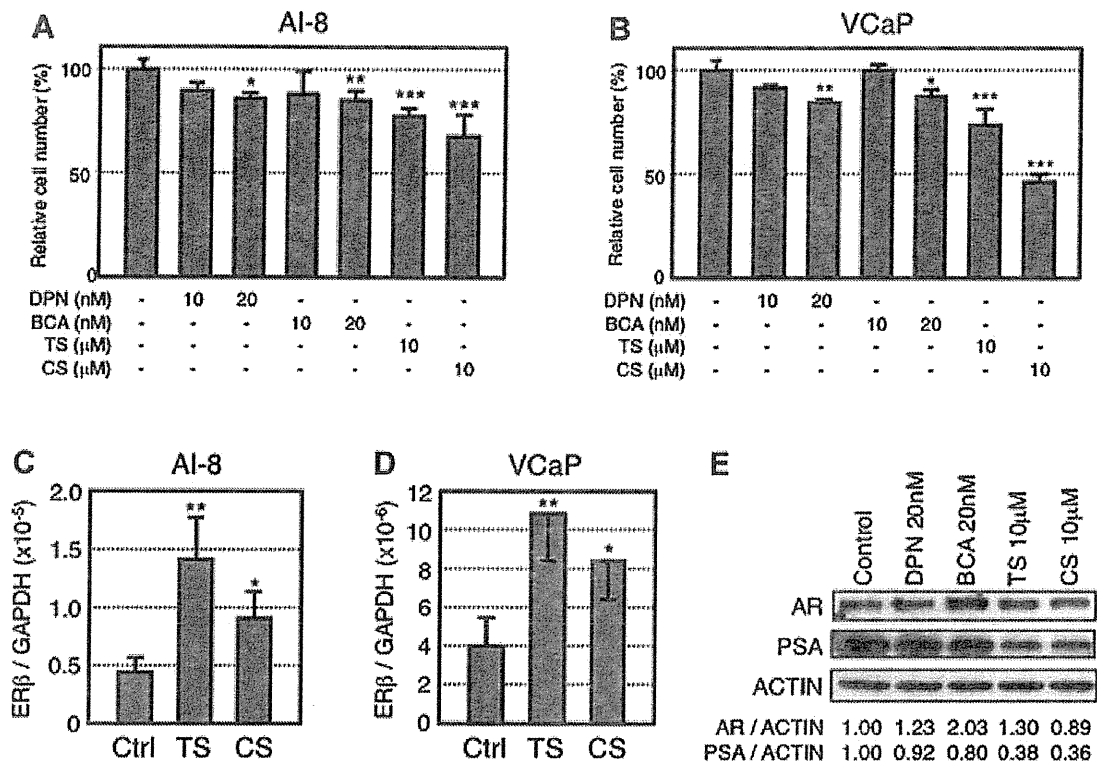 A
AI-8
Relative cell number (%)
100
50
0
* ** *** ***
DPN (nM) - 10 20 - - - -
BCA (nM) - - - 10 20 - -
TS (μM) - - - - - 10 -
CS (μM) - - - - - - 10
B
VCaP
Relative cell number (%)
100
50
0
** * *** ***
DPN (nM) - 10 20 - - - -
BCA (nM) - - - 10 20 - -
TS (μM) - - - - - 10 -
CS (μM) - - - - - - 10
C
AI-8
ERβ / GAPDH (x10-5)
2.0
1.5
1.0
0.5
0
** *
Ctrl TS CS
D
VCaP
ERβ / GAPDH (x10-6)
12
10
8
6
4
2
0
** *
Ctrl TS CS
E
Control
DPN 20nM
BCA 20nM
TS 10μM
CS 10μM
AR
PSA
ACTIN
AR / ACTIN 1.00 1.23 2.03 1.30 0.89
PSA / ACTIN 1.00 0.92 0.80 0.38 0.36